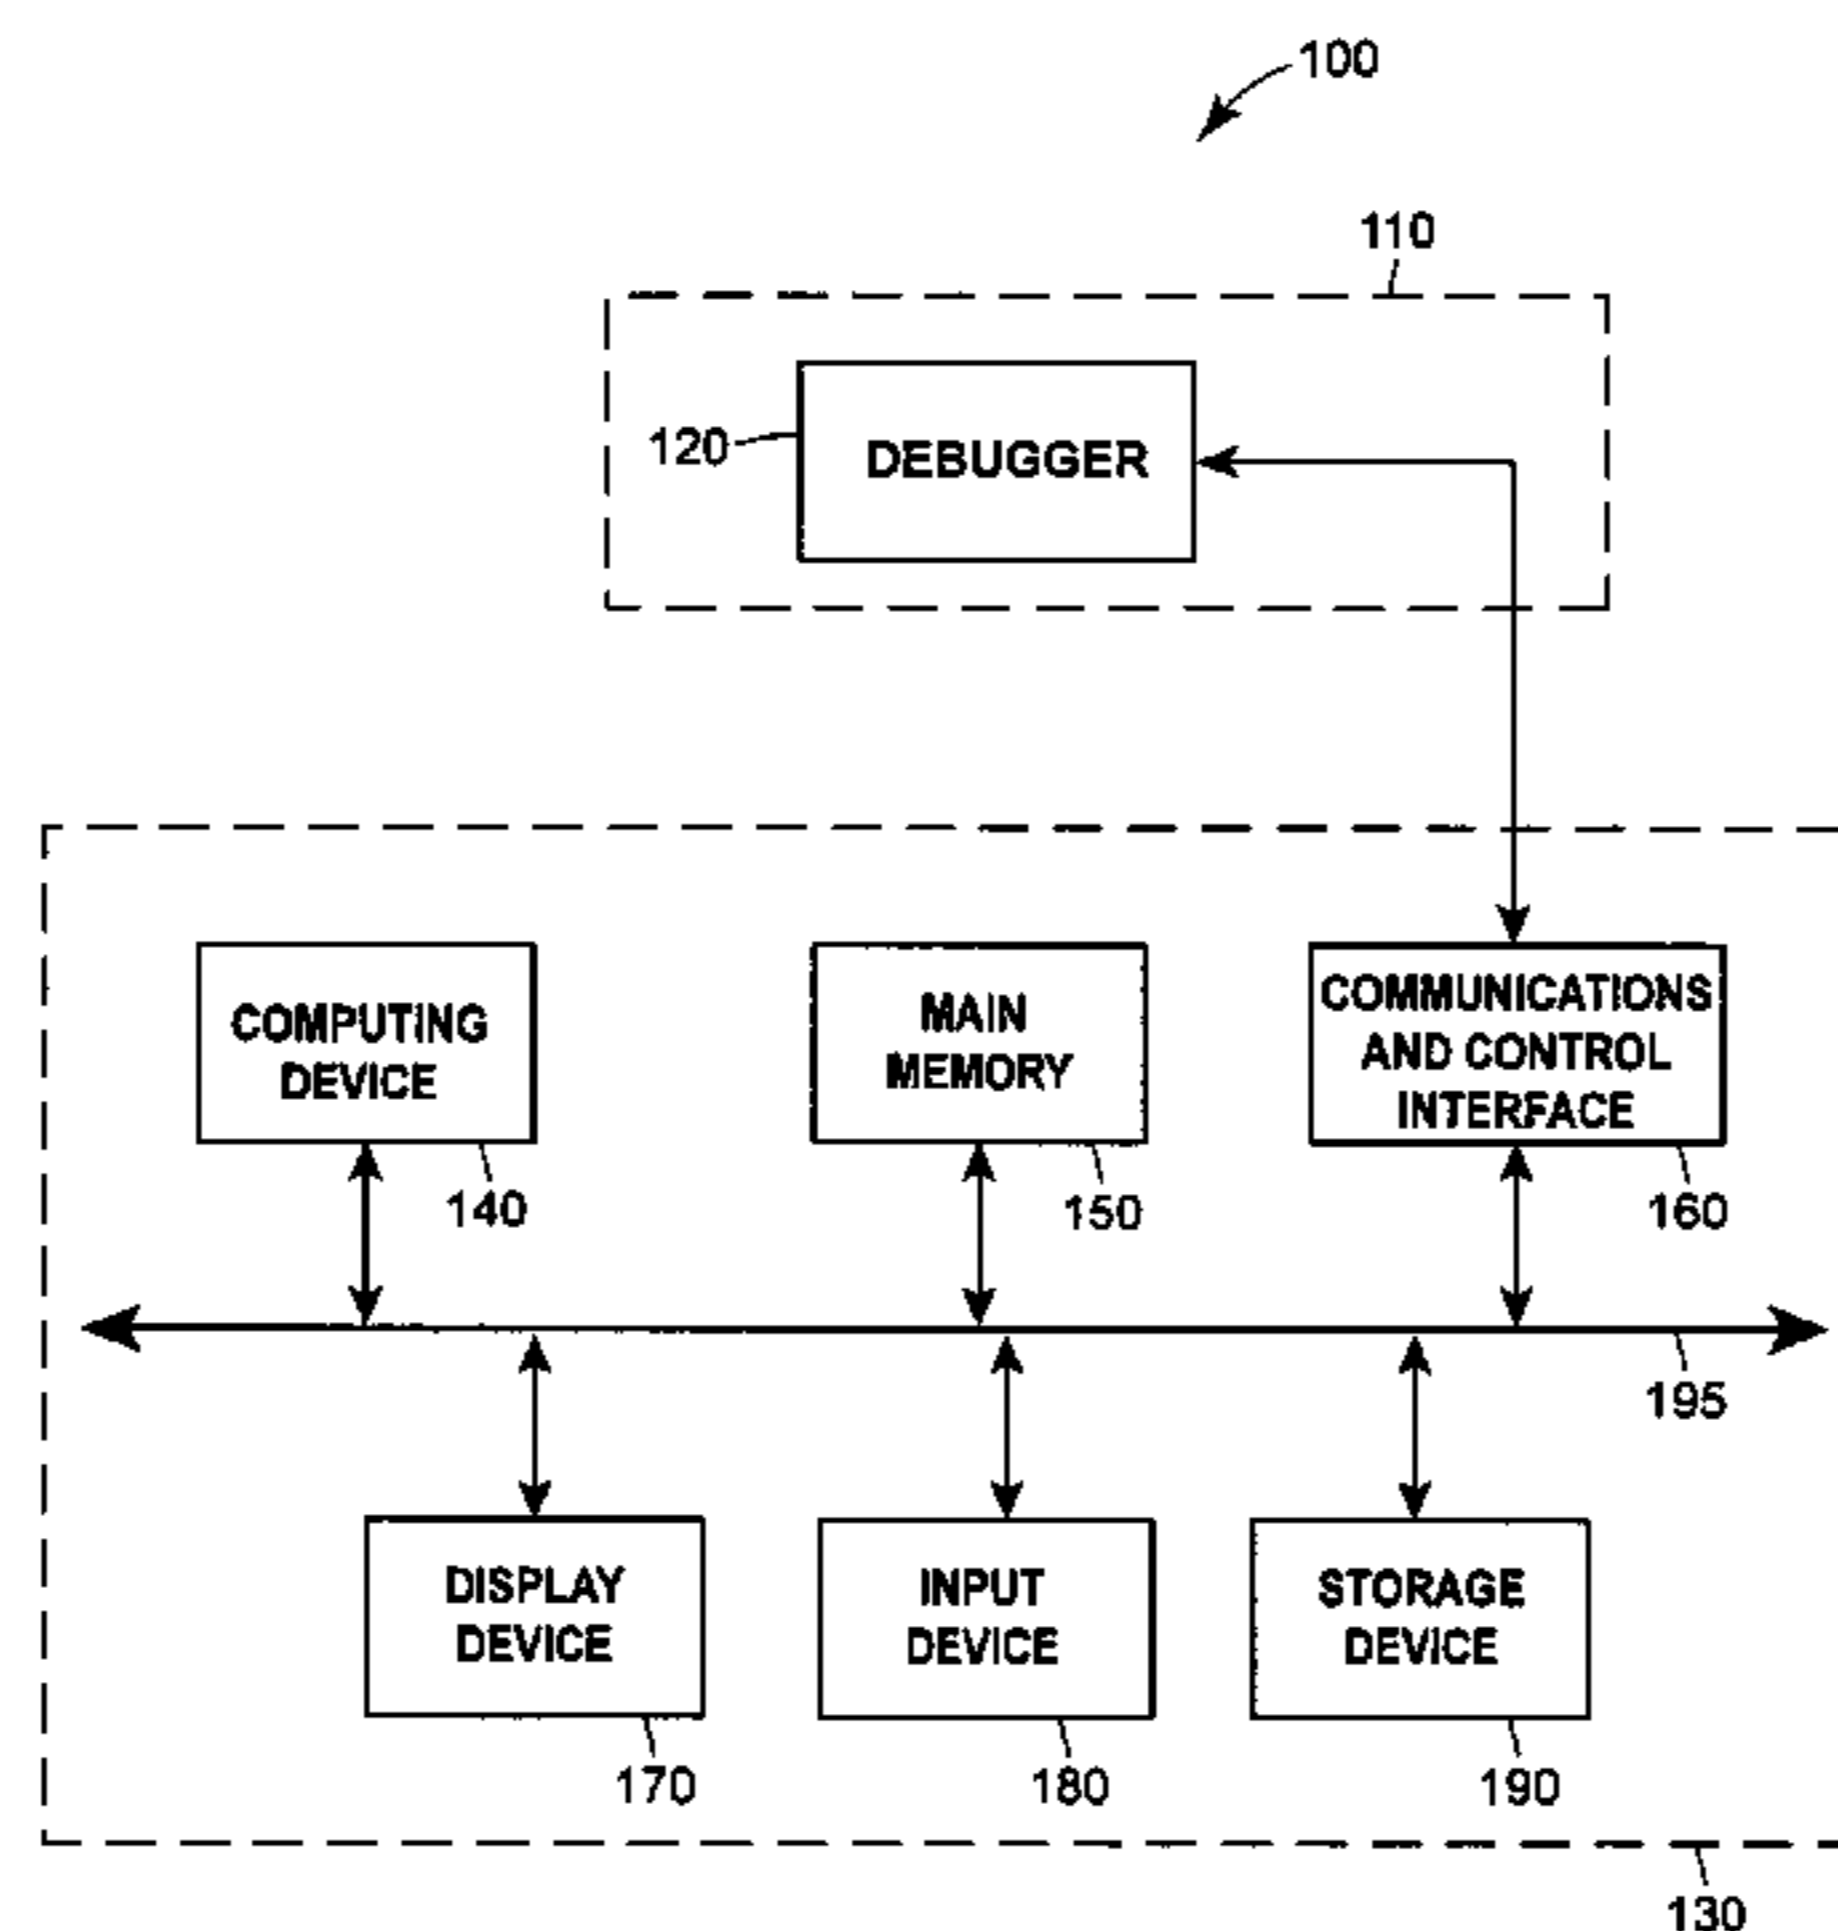 100
110
120
DEBUGGER
COMPUTING
DEVICE
MAIN
MEMORY
COMMUNICATIONS
AND CONTROL
INTERFACE
140
150
160
195
DISPLAY
DEVICE
INPUT
DEVICE
STORAGE
DEVICE
170
180
190
130